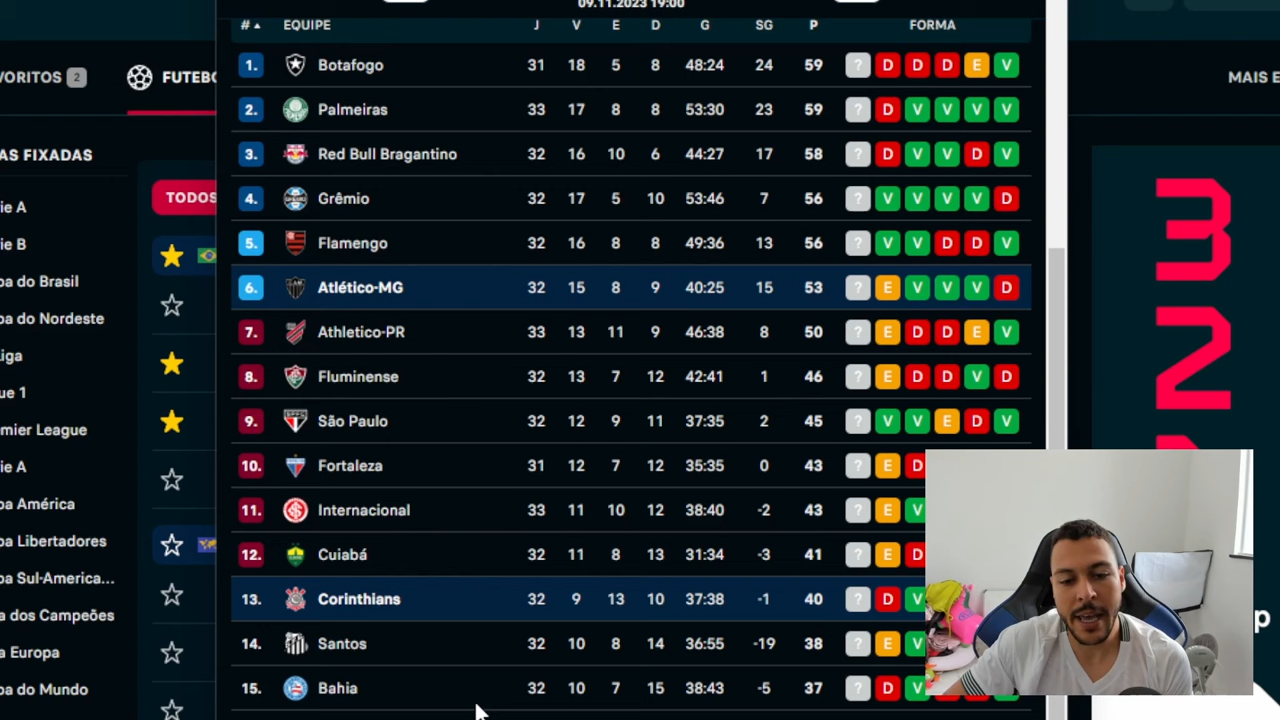 09.11.2023 19:00
# EQUIPE J V E D G SG P FORMA
1. Botafogo 31 18 5 8 48:24 24 59 ? D D D E V
2. Palmeiras 33 17 8 8 53:30 23 59 ? D V V V V
3. Red Bull Bragantino 32 16 10 6 44:27 17 58 ? D V V D V
4. Grêmio 32 17 5 10 53:46 7 56 ? V V V V D
5. Flamengo 32 16 8 8 49:36 13 56 ? V V D D V
6. Atlético-MG 32 15 8 9 40:25 15 53 ? E V V V D
7. Athletico-PR 33 13 11 9 46:38 8 50 ? E D D E V
8. Fluminense 32 13 7 12 42:41 1 46 ? E D D V D
9. São Paulo 32 12 9 11 37:35 2 45 ? V V E D V
10. Fortaleza 31 12 7 12 35:35 0 43 ? E D
11. Internacional 33 11 10 12 38:40 -2 43 ? E V
12. Cuiabá 32 11 8 13 31:34 -3 41 ? E D
13. Corinthians 32 9 13 10 37:38 -1 40 ? D V
14. Santos 32 10 8 14 36:55 -19 38 ? E V
15. Bahia 32 10 7 15 38:43 -5 37 ? D V
VORITOS 2
FUTEBO
AS FIXADAS
TODOS
ie A
ie B
pa do Brasil
pa do Nordeste
Liga
ue 1
mier League
ie A
pa América
pa Libertadores
pa Sul-America...
a dos Campeões
a Europa
a do Mundo
MAIS E
3
2
p